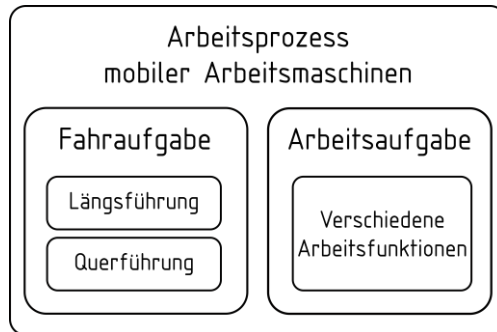 Arbeitsprozess
mobiler Arbeitsmaschinen
Fahraufgabe
Längsführung
Querführung
Arbeitsaufgabe
Verschiedene
Arbeitsfunktionen